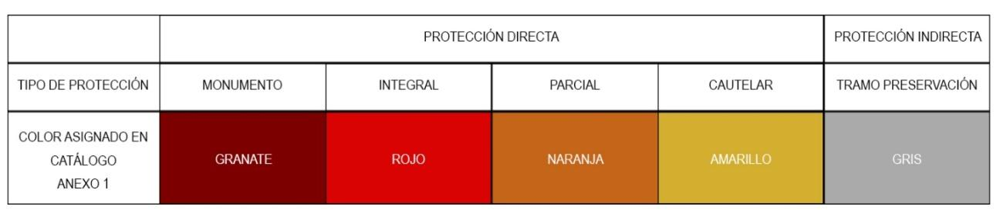 PROTECCIÓN DIRECTA
PROTECCIÓN INDIRECTA
TIPO DE PROTECCIÓN
MONUMENTO
INTEGRAL
PARCIAL
CAUTELAR
TRAMO PRESERVACIÓN
COLOR ASIGNADO EN
CATÁLOGO
ANEXO 1
GRANATE
ROJO
NARANJA
AMARILLO
GRIS